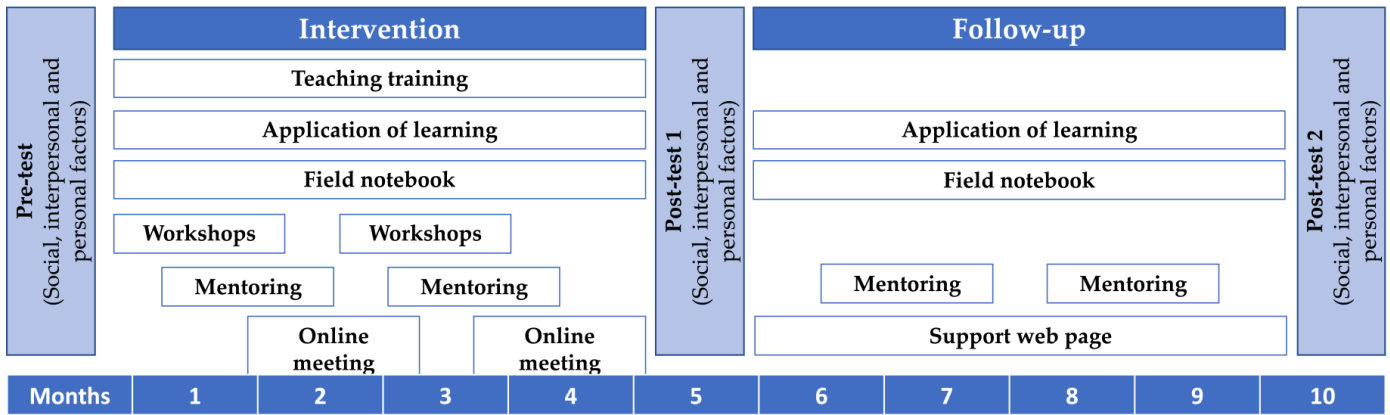 Pre-test
(Social, interpersonal and
personal factors)
Intervention
Teaching training
Application of learning
Field notebook
Workshops
Workshops
Mentoring
Mentoring
Online
meeting
Online
meeting
Post-test 1
(Social, interpersonal and
personal factors)
Follow-up
Application of learning
Field notebook
Mentoring
Mentoring
Support web page
Post-test 2
(Social, interpersonal and
personal factors)
Months 1 2 3 4 5 6 7 8 9 10